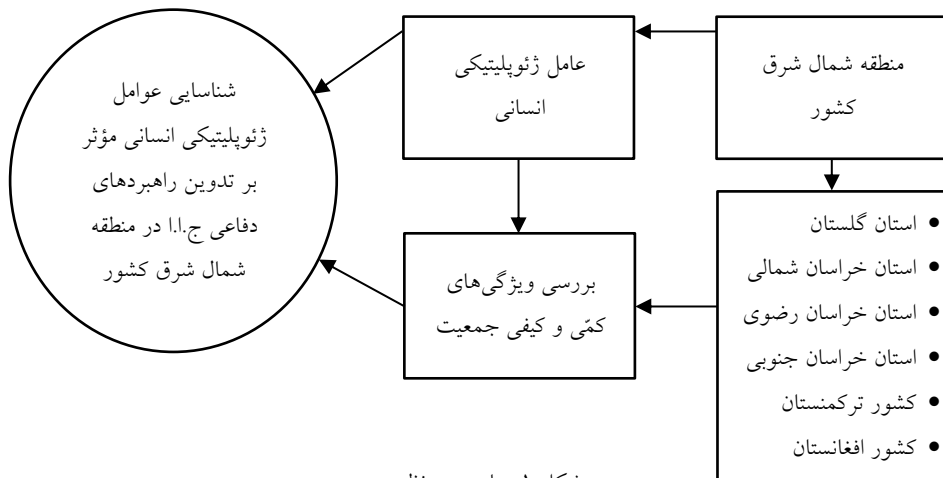 منطقه شمال شرق
کشور
عامل ژئوپلیتیکی
انسانی
شناسایی عوامل
ژئوپلیتیکی انسانی مؤثر
بر تدوین راهبردهای
دفاعی ج.ا.ا در منطقه
شمال شرق کشور
• استان گلستان
• استان خراسان شمالی
• استان خراسان رضوی
• استان خراسان جنوبی
• کشور ترکمنستان
• کشور افغانستان
بررسی ویژگی‌های
کمّی و کیفی جمعیت